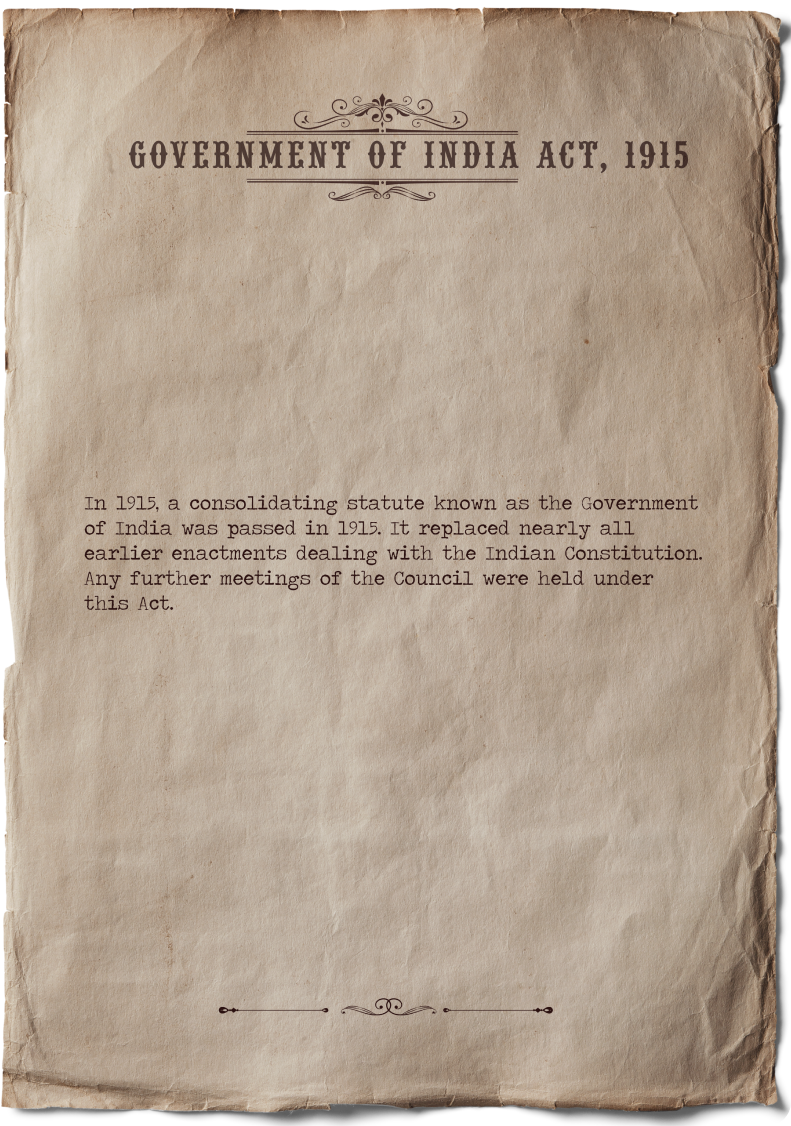 GOVERNMENT OF INDIA ACT, 1915
In 1915, a consolidating statute known as the Government
of India was passed in 1915. It replaced nearly all
earlier enactments dealing with the Indian Constitution.
Any further meetings of the Council were held under
this Act.